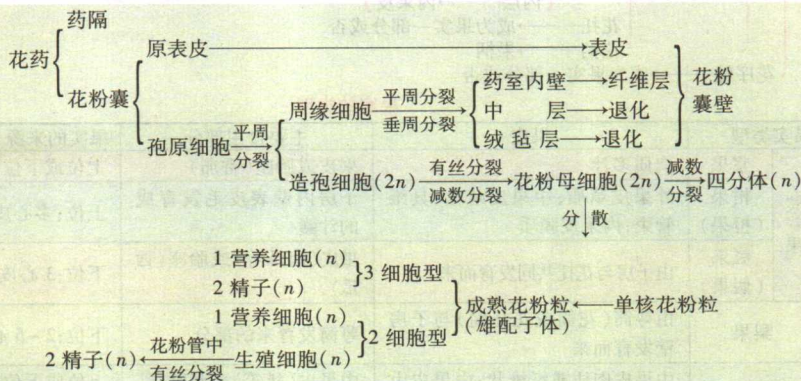 药隔
花药
原表皮 表皮
花粉囊
药室内壁 纤维层
花粉囊壁
周缘细胞 平周分裂 垂周分裂
中 层 退化
孢原细胞 平周分裂
绒毡层 退化
造孢细胞(2n) 有丝分裂 减数分裂 花粉母细胞(2n) 减数分裂 四分体(n)
分散
1 营养细胞(n)
3 细胞型
2 精子(n)
成熟花粉粒 单核花粉粒
(雄配子体)
1 营养细胞(n)
2 细胞型
2 精子(n) 花粉管中 有丝分裂 生殖细胞(n)